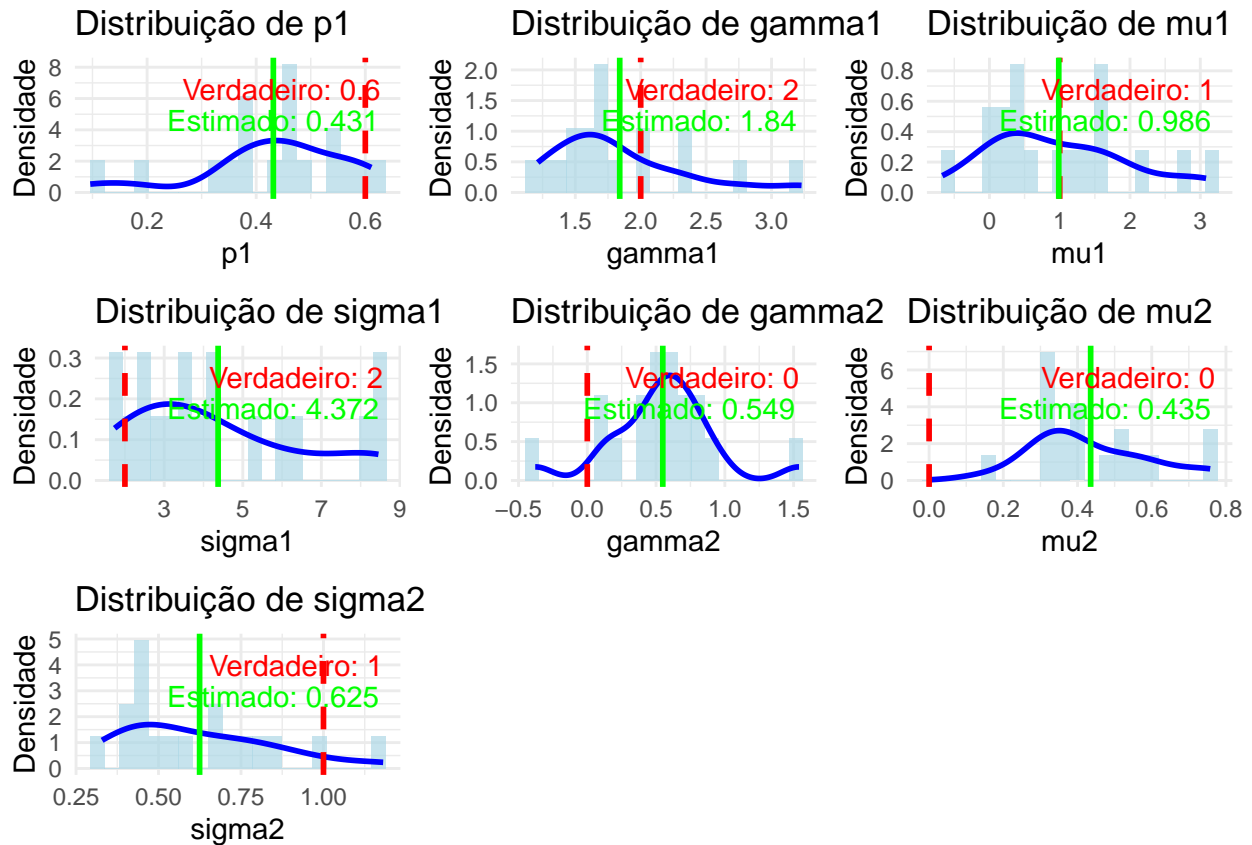 Distribuição de p1
Densidade
8
6
4
2
0
Verdadeiro: 0.6
Estimado: 0.431
0.2
0.4
0.6
p1
Distribuição de gamma1
Densidade
2.0
1.5
1.0
0.5
0.0
Verdadeiro: 2
Estimado: 1.84
1.5
2.0
2.5
3.0
gamma1
Distribuição de mu1
Densidade
0.8
0.6
0.4
0.2
0.0
Verdadeiro: 1
Estimado: 0.986
0
1
2
3
mu1
Distribuição de sigma1
Densidade
0.3
0.2
0.1
0.0
Verdadeiro: 2
Estimado: 4.372
3
5
7
9
sigma1
Distribuição de gamma2
Densidade
1.5
1.0
0.5
0.0
Verdadeiro: 0
Estimado: 0.549
−0.5
0.0
0.5
1.0
1.5
gamma2
Distribuição de mu2
Densidade
6
4
2
0
Verdadeiro: 0
Estimado: 0.435
0.0
0.2
0.4
0.6
0.8
mu2
Distribuição de sigma2
Densidade
5
4
3
2
1
0
Verdadeiro: 1
Estimado: 0.625
0.25
0.50
0.75
1.00
sigma2